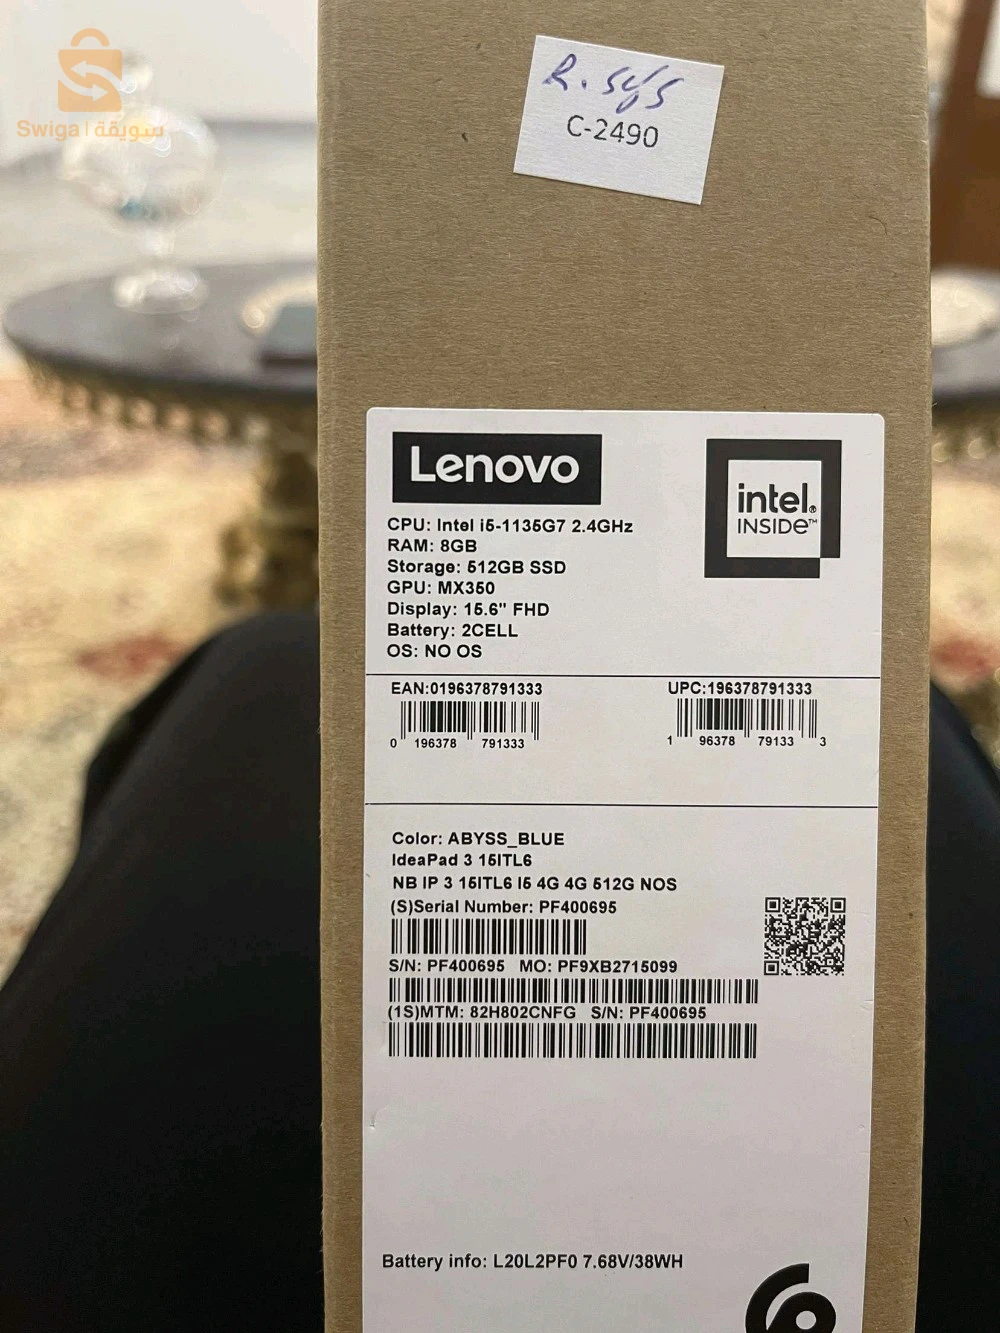 Swiga | سويقة
R. sys
C-2490
Lenovo
intel®
INSIDE™
CPU: Intel i5-1135G7 2.4GHz
RAM: 8GB
Storage: 512GB SSD
GPU: MX350
Display: 15.6" FHD
Battery: 2CELL
OS: NO OS
EAN:0196378791333
0 196378 791333
UPC:196378791333
1 96378 79133 3
Color: ABYSS_BLUE
IdeaPad 3 15ITL6
NB IP 3 15ITL6 I5 4G 4G 512G NOS
(S)Serial Number: PF400695
S/N: PF400695 MO: PF9XB2715099
(1S)MTM: 82H802CNFG S/N: PF400695
Battery info: L20L2PF0 7.68V/38WH